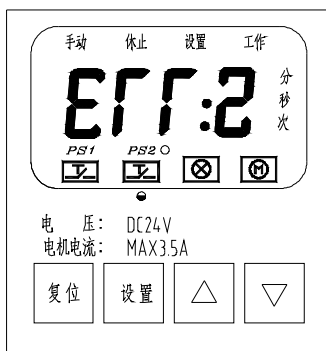 手动 休止 设置 工作
Err:2
分
秒
次
PS1 PS2
M
电 压: DC24V
电机电流: MAX3.5A
复位 设置